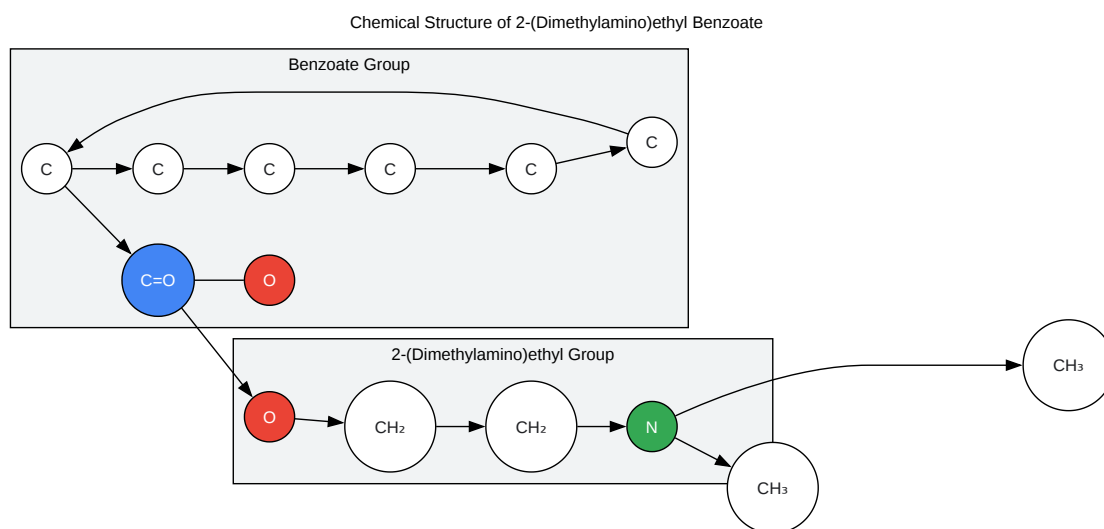 Chemical Structure of 2-(Dimethylamino)ethyl Benzoate
Benzoate Group
C
C
C
C
C
C
C=O
O
2-(Dimethylamino)ethyl Group
O
CH₂
CH₂
N
CH₃
CH₃